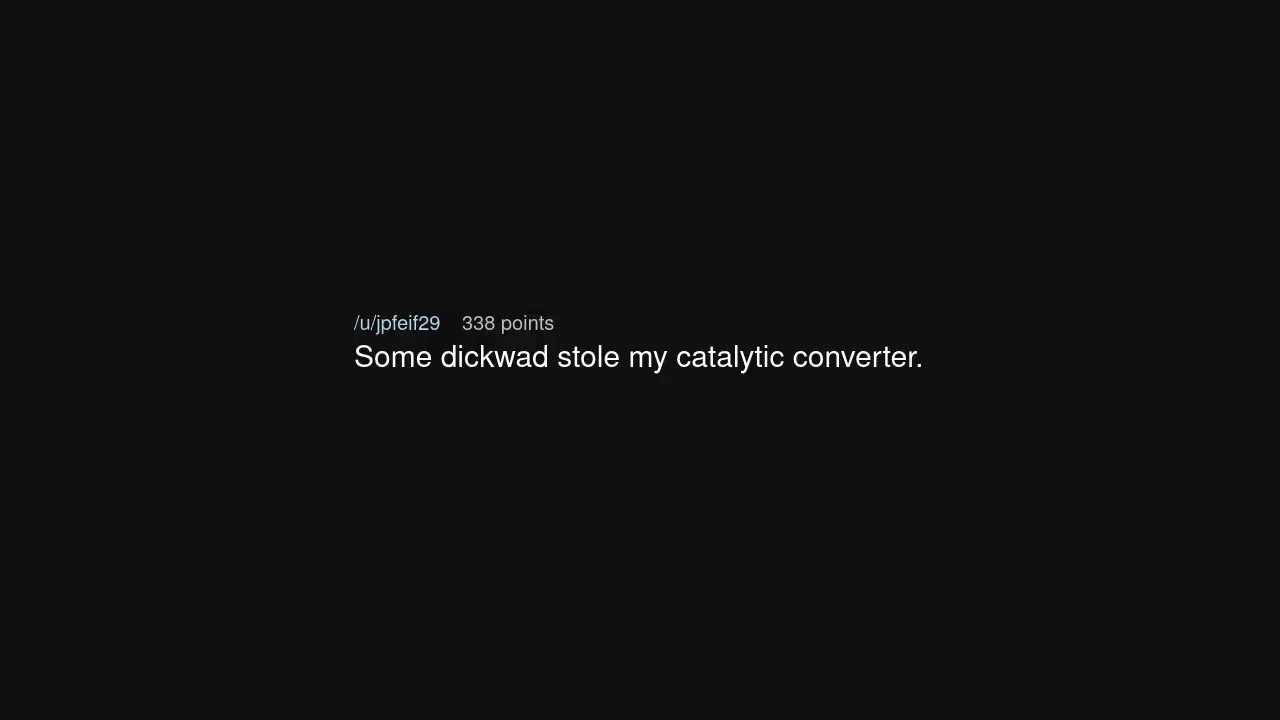 /u/jpfeif29 338 points
Some dickwad stole my catalytic converter.